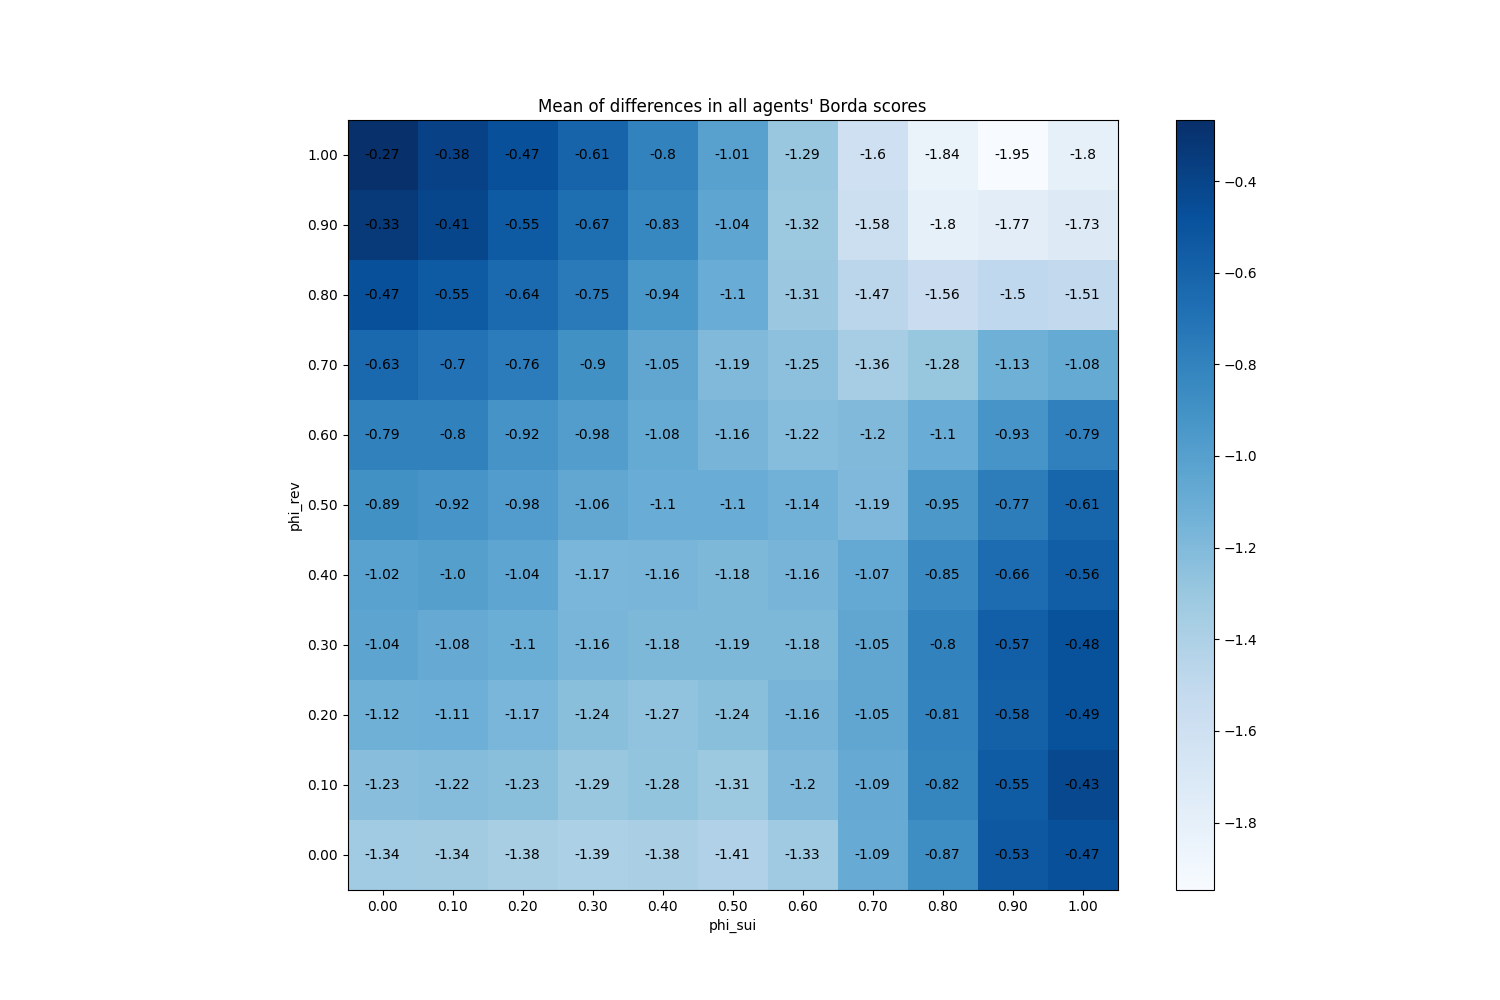 Mean of differences in all agents' Borda scores
1.00 -0.27 -0.38 -0.47 -0.61 -0.8 -1.01 -1.29 -1.6 -1.84 -1.95 -1.8
0.90 -0.33 -0.41 -0.55 -0.67 -0.83 -1.04 -1.32 -1.58 -1.8 -1.77 -1.73
0.80 -0.47 -0.55 -0.64 -0.75 -0.94 -1.1 -1.31 -1.47 -1.56 -1.5 -1.51
0.70 -0.63 -0.7 -0.76 -0.9 -1.05 -1.19 -1.25 -1.36 -1.28 -1.13 -1.08
0.60 -0.79 -0.8 -0.92 -0.98 -1.08 -1.16 -1.22 -1.2 -1.1 -0.93 -0.79
phi_rev
0.50 -0.89 -0.92 -0.98 -1.06 -1.1 -1.1 -1.14 -1.19 -0.95 -0.77 -0.61
0.40 -1.02 -1.0 -1.04 -1.17 -1.16 -1.18 -1.16 -1.07 -0.85 -0.66 -0.56
0.30 -1.04 -1.08 -1.1 -1.16 -1.18 -1.19 -1.18 -1.05 -0.8 -0.57 -0.48
0.20 -1.12 -1.11 -1.17 -1.24 -1.27 -1.24 -1.16 -1.05 -0.81 -0.58 -0.49
0.10 -1.23 -1.22 -1.23 -1.29 -1.28 -1.31 -1.2 -1.09 -0.82 -0.55 -0.43
0.00 -1.34 -1.34 -1.38 -1.39 -1.38 -1.41 -1.33 -1.09 -0.87 -0.53 -0.47
0.00 0.10 0.20 0.30 0.40 0.50 0.60 0.70 0.80 0.90 1.00
phi_sui
−0.4
−0.6
−0.8
−1.0
−1.2
−1.4
−1.6
−1.8